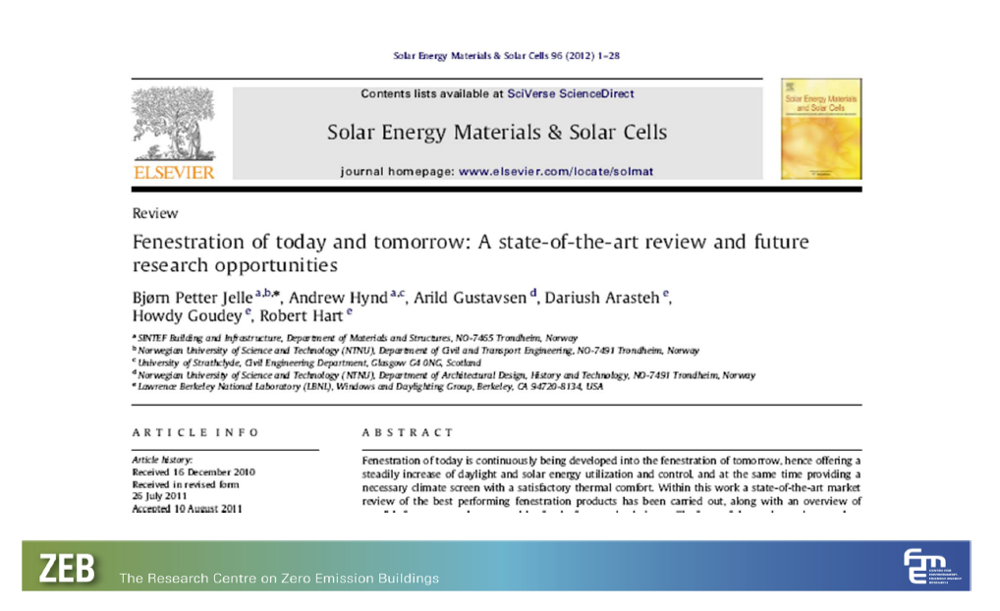 Solar Energy Materials & Solar Cells 96 (2012) 1–28
Contents lists available at SciVerse ScienceDirect
Solar Energy Materials & Solar Cells
journal homepage: www.elsevier.com/locate/solmat
ELSEVIER
Solar Energy Materials
and Solar Cells
Review
Fenestration of today and tomorrow: A state-of-the-art review and future
research opportunities
Bjørn Petter Jelle a,b,*, Andrew Hynd a,c, Arild Gustavsen d, Dariush Arasteh e,
Howdy Goudey e, Robert Hart e
a SINTEF Building and Infrastructure, Department of Materials and Structures, NO-7465 Trondheim, Norway
b Norwegian University of Science and Technology (NTNU), Department of Civil and Transport Engineering, NO-7491 Trondheim, Norway
c University of Strathclyde, Civil Engineering Department, Glasgow G4 0NG, Scotland
d Norwegian University of Science and Technology (NTNU), Department of Architectural Design, History and Technology, NO-7491 Trondheim, Norway
e Lawrence Berkeley National Laboratory (LBNL), Windows and Daylighting Group, Berkeley, CA 94720-8134, USA
ARTICLE INFO
Article history:
Received 16 December 2010
Received in revised form
26 July 2011
Accepted 10 August 2011
ABSTRACT
Fenestration of today is continuously being developed into the fenestration of tomorrow, hence offering a
steadily increase of daylight and solar energy utilization and control, and at the same time providing a
necessary climate screen with a satisfactory thermal comfort. Within this work a state-of-the-art market
review of the best performing fenestration products has been carried out, along with an overview of
ZEB
The Research Centre on Zero Emission Buildings
fme
CENTRE FOR
ENVIRONMENT-
FRIENDLY ENERGY
RESEARCH